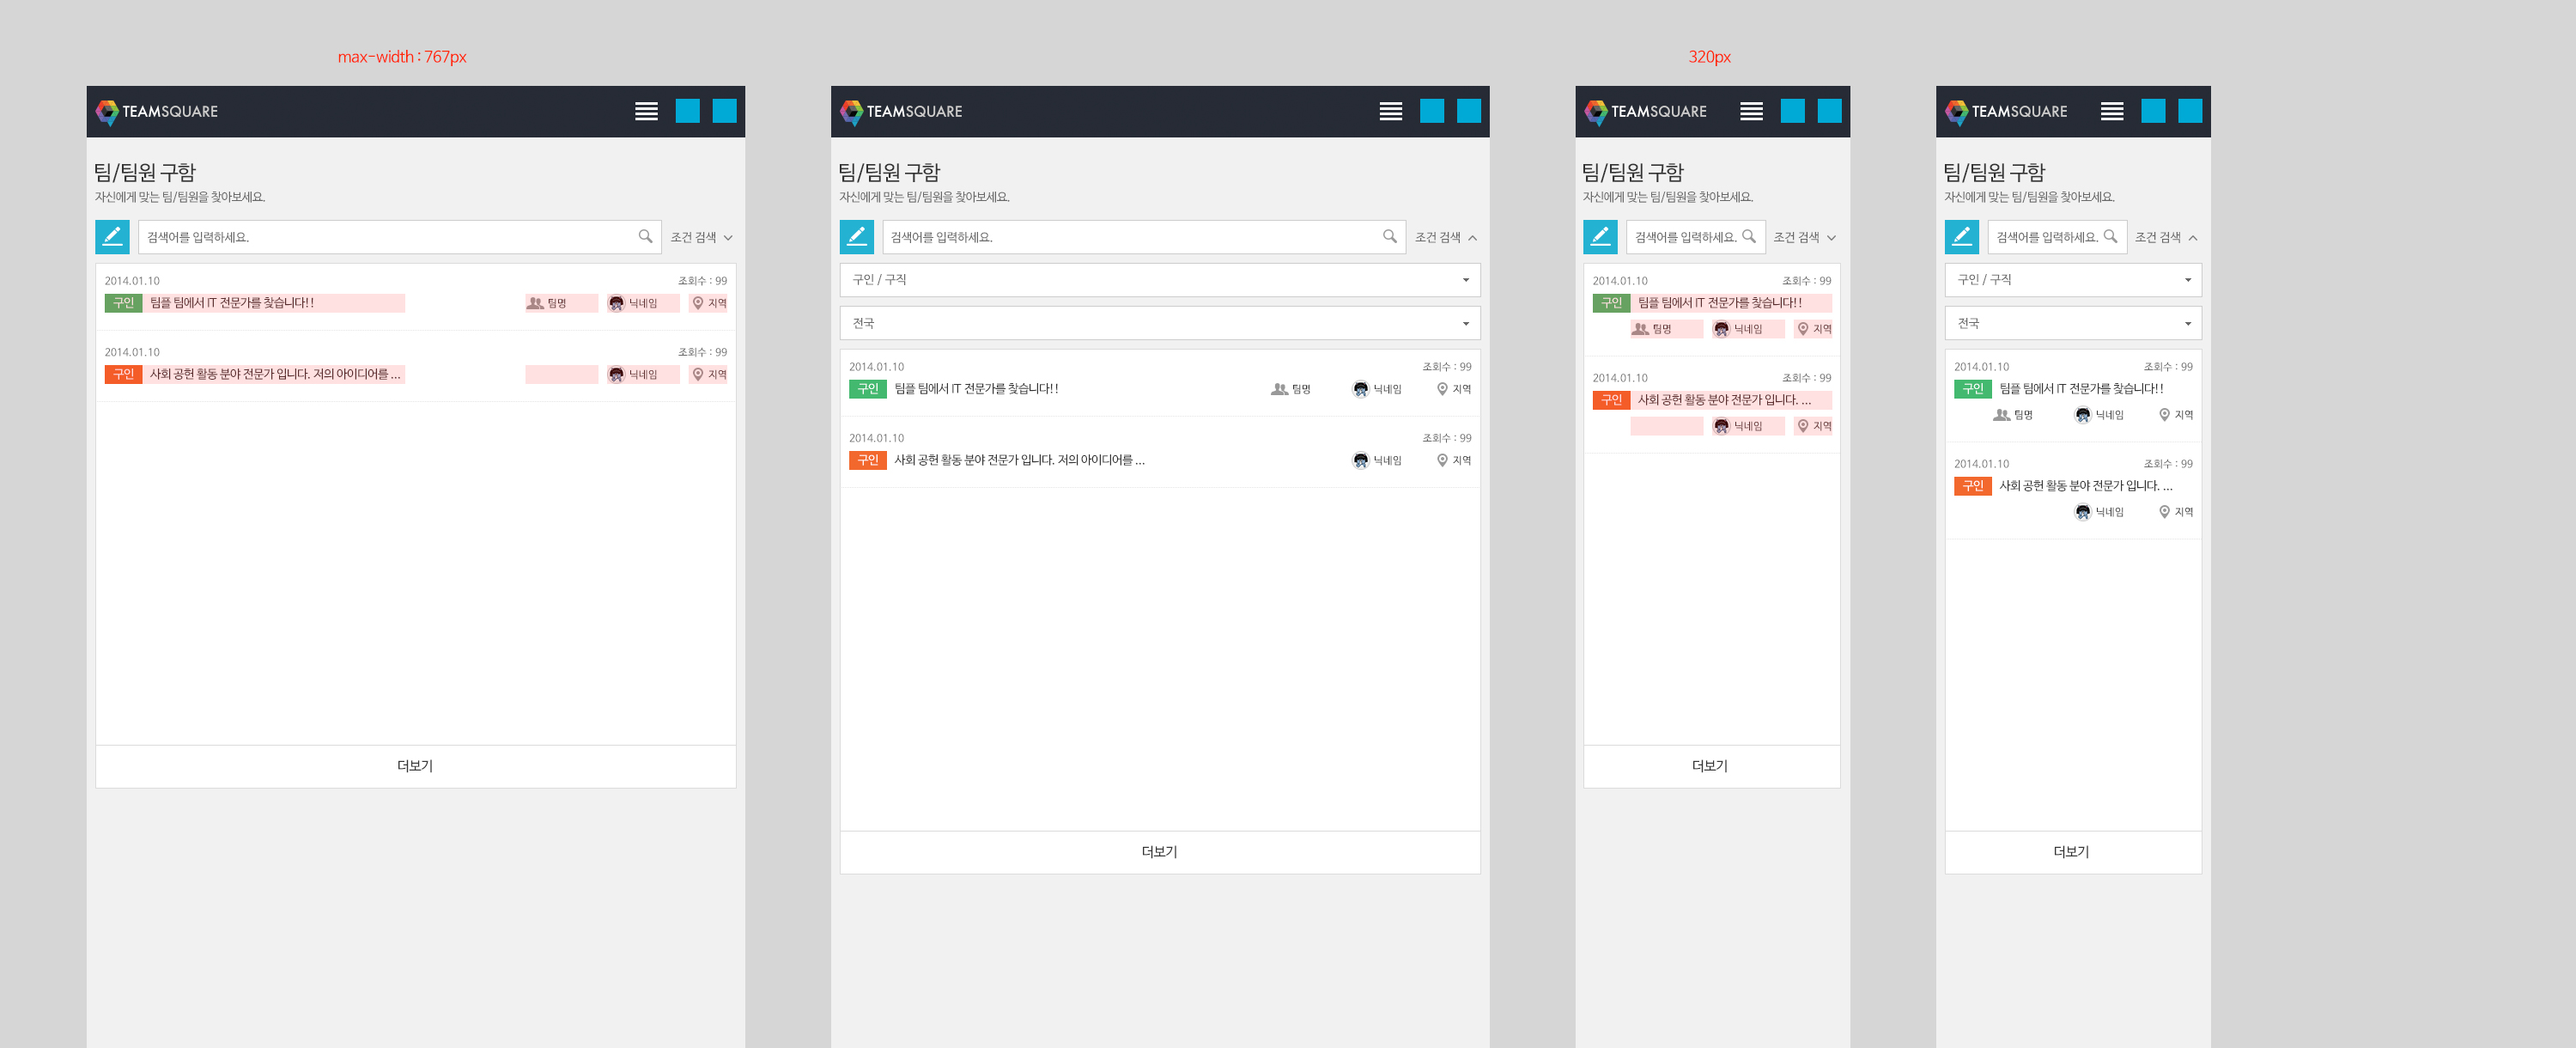 max-width : 767px
320px
TEAMSQUARE
팀/팀원 구함
자신에게 맞는 팀/팀원을 찾아보세요.
검색어를 입력하세요.
조건 검색
2014.01.10
조회수 : 99
구인
팀플 팀에서 IT 전문가를 찾습니다!!
팀명
닉네임
지역
2014.01.10
조회수 : 99
구인
사회 공헌 활동 분야 전문가 입니다. 저의 아이디어를 ...
닉네임
지역
더보기
TEAMSQUARE
팀/팀원 구함
자신에게 맞는 팀/팀원을 찾아보세요.
검색어를 입력하세요.
조건 검색
구인 / 구직
전국
2014.01.10
조회수 : 99
구인
팀플 팀에서 IT 전문가를 찾습니다!!
팀명
닉네임
지역
2014.01.10
조회수 : 99
구인
사회 공헌 활동 분야 전문가 입니다. 저의 아이디어를 ...
닉네임
지역
더보기
TEAMSQUARE
팀/팀원 구함
자신에게 맞는 팀/팀원을 찾아보세요.
검색어를 입력하세요.
조건 검색
2014.01.10
조회수 : 99
구인
팀플 팀에서 IT 전문가를 찾습니다!!
팀명
닉네임
지역
2014.01.10
조회수 : 99
구인
사회 공헌 활동 분야 전문가 입니다. ...
닉네임
지역
더보기
TEAMSQUARE
팀/팀원 구함
자신에게 맞는 팀/팀원을 찾아보세요.
검색어를 입력하세요.
조건 검색
구인 / 구직
전국
2014.01.10
조회수 : 99
구인
팀플 팀에서 IT 전문가를 찾습니다!!
팀명
닉네임
지역
2014.01.10
조회수 : 99
구인
사회 공헌 활동 분야 전문가 입니다. ...
닉네임
지역
더보기